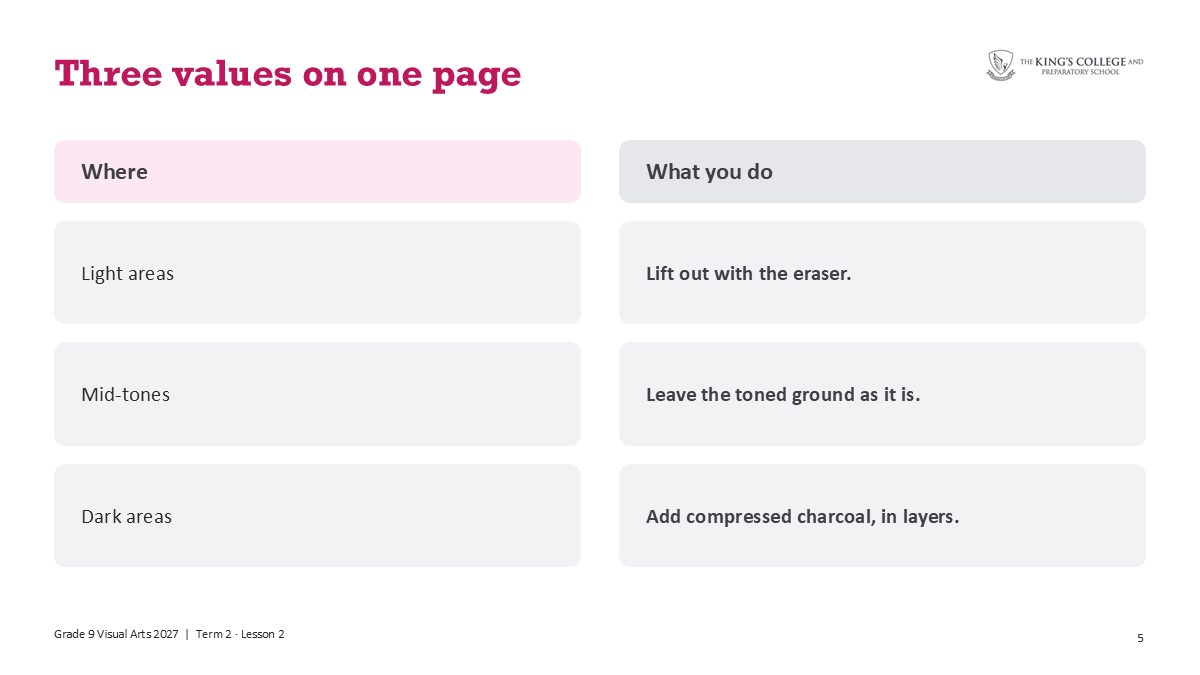 Three values on one page
THE KING'S COLLEGE AND
PREPARATORY SCHOOL
Where
What you do
Light areas
Lift out with the eraser.
Mid-tones
Leave the toned ground as it is.
Dark areas
Add compressed charcoal, in layers.
Grade 9 Visual Arts 2027 | Term 2 · Lesson 2
5